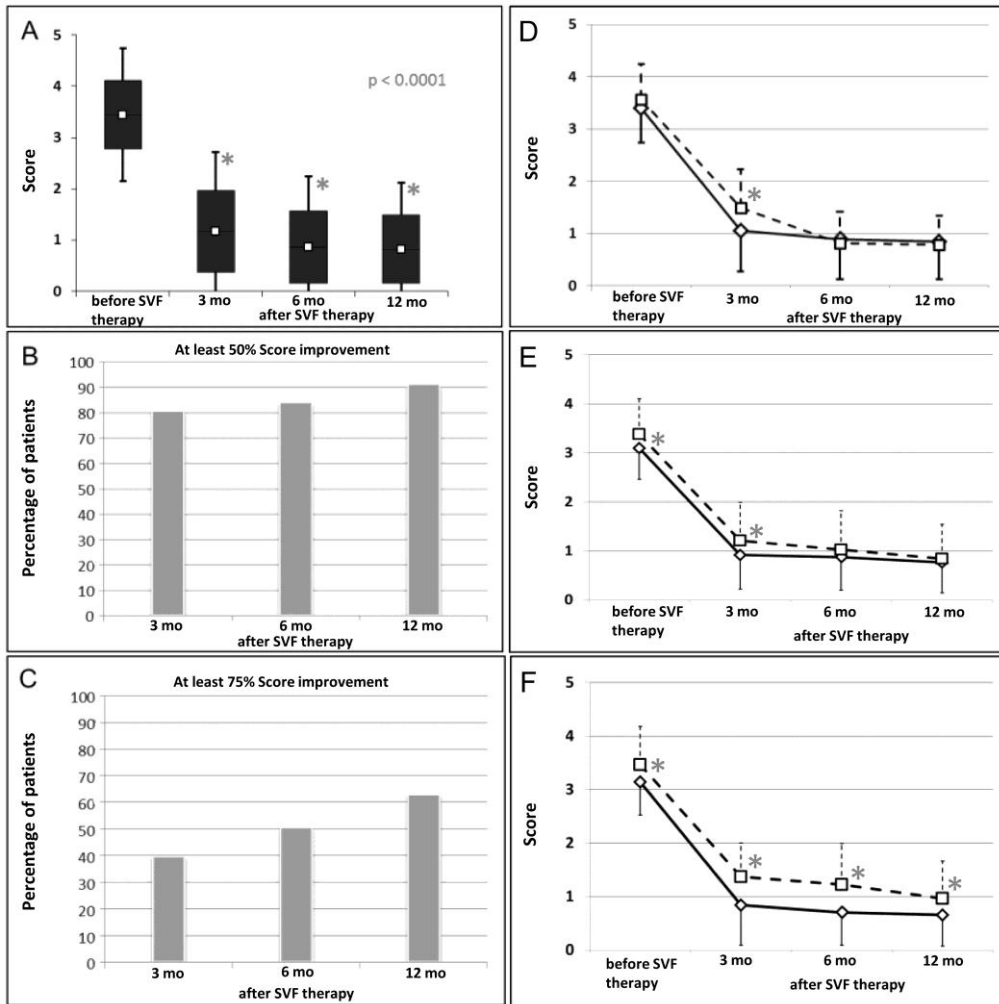 A
5
4
3
2
1
0
Score
p < 0.0001
*
*
*
before SVF
therapy
3 mo
6 mo
12 mo
after SVF therapy
B
At least 50% Score improvement
100
90
80
70
60
50
40
30
20
10
0
Percentage of patients
3 mo
6 mo
12 mo
after SVF therapy
C
At least 75% Score improvement
100
90
80
70
60
50
40
30
20
10
0
Percentage of patients
3 mo
6 mo
12 mo
after SVF therapy
D
5
4
3
2
1
0
Score
*
before SVF
therapy
3 mo
6 mo
12 mo
after SVF therapy
E
5
4
3
2
1
0
Score
*
*
before SVF
therapy
3 mo
6 mo
12 mo
after SVF therapy
F
5
4
3
2
1
0
Score
*
*
*
*
before SVF
therapy
3 mo
6 mo
12 mo
after SVF therapy